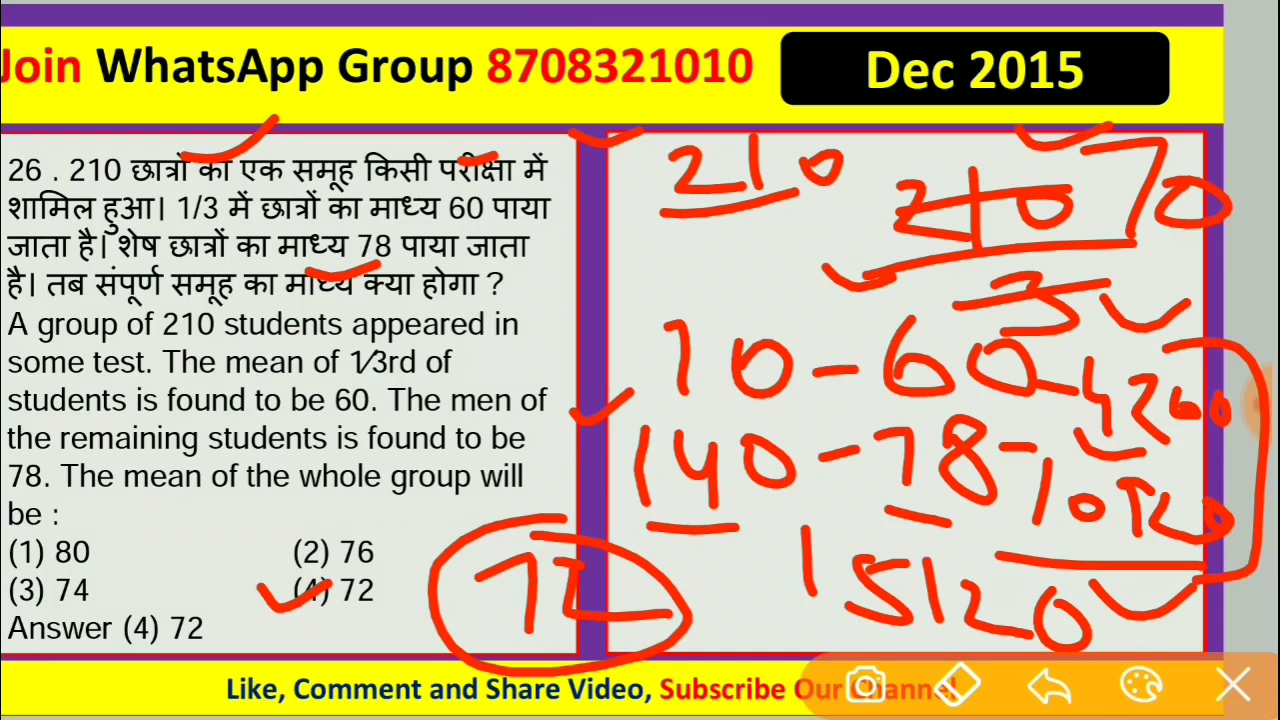 Join WhatsApp Group 8708321010
Dec 2015
26 . 210 छात्रों का एक समूह किसी परीक्षा में
शामिल हुआ। 1/3 में छात्रों का माध्य 60 पाया
जाता है। शेष छात्रों का माध्य 78 पाया जाता
है। तब संपूर्ण समूह का माध्य क्या होगा ?
A group of 210 students appeared in
some test. The mean of 1⁄3rd of
students is found to be 60. The men of
the remaining students is found to be
78. The mean of the whole group will
be :
(1) 80 (2) 76
(3) 74 (4) 72
Answer (4) 72
72
210
210 70
3
70-60-4200
140-78-10920
15120
Like, Comment and Share Video, Subscribe Our Channel